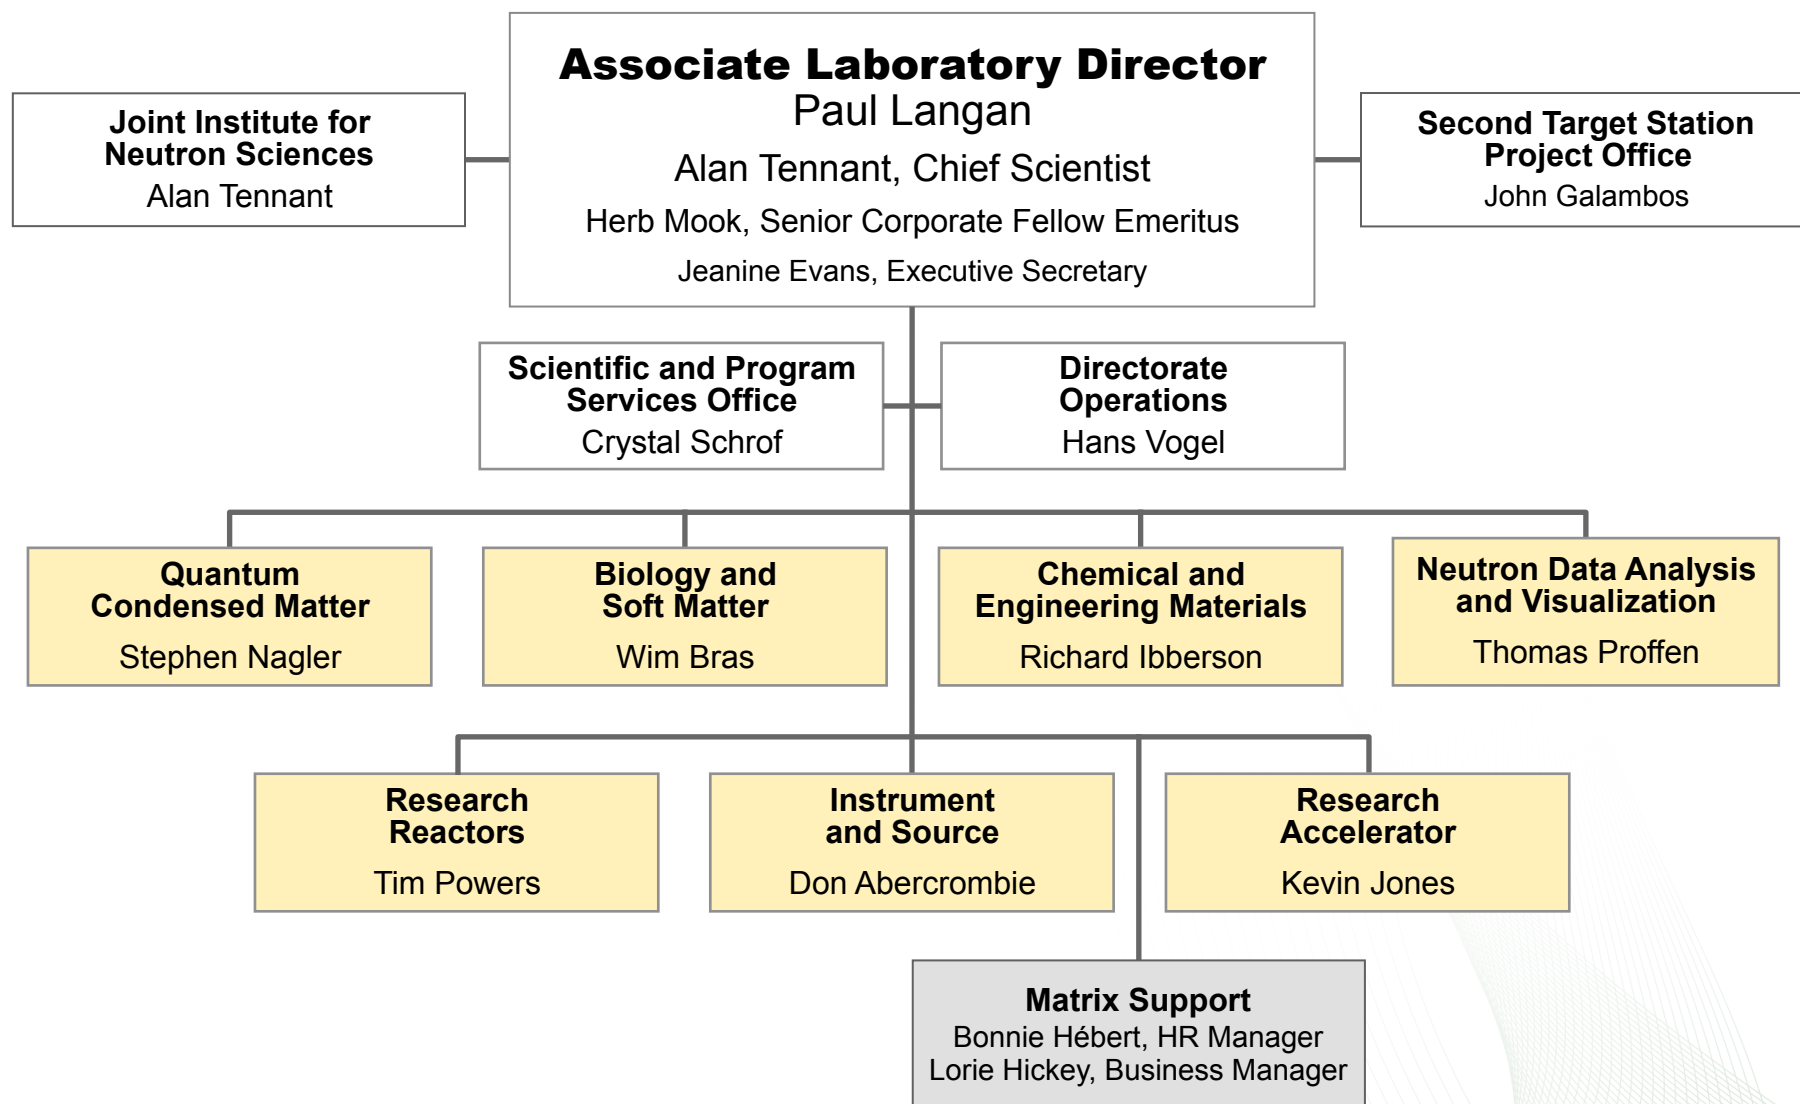 Associate Laboratory Director
Paul Langan
Alan Tennant, Chief Scientist
Herb Mook, Senior Corporate Fellow Emeritus
Jeanine Evans, Executive Secretary
Joint Institute for
Neutron Sciences
Alan Tennant
Second Target Station
Project Office
John Galambos
Scientific and Program
Services Office
Crystal Schrof
Directorate
Operations
Hans Vogel
Quantum
Condensed Matter
Stephen Nagler
Biology and
Soft Matter
Wim Bras
Chemical and
Engineering Materials
Richard Ibberson
Neutron Data Analysis
and Visualization
Thomas Proffen
Research
Reactors
Tim Powers
Instrument
and Source
Don Abercrombie
Research
Accelerator
Kevin Jones
Matrix Support
Bonnie Hébert, HR Manager
Lorie Hickey, Business Manager